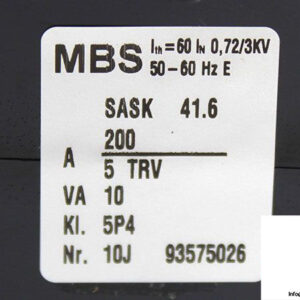 MBS Ith=60 IN 0,72/3KV
50-60 Hz E
SASK 41.6
A 200
5 TRV
VA 10
Kl. 5P4
Nr. 10J 93575026